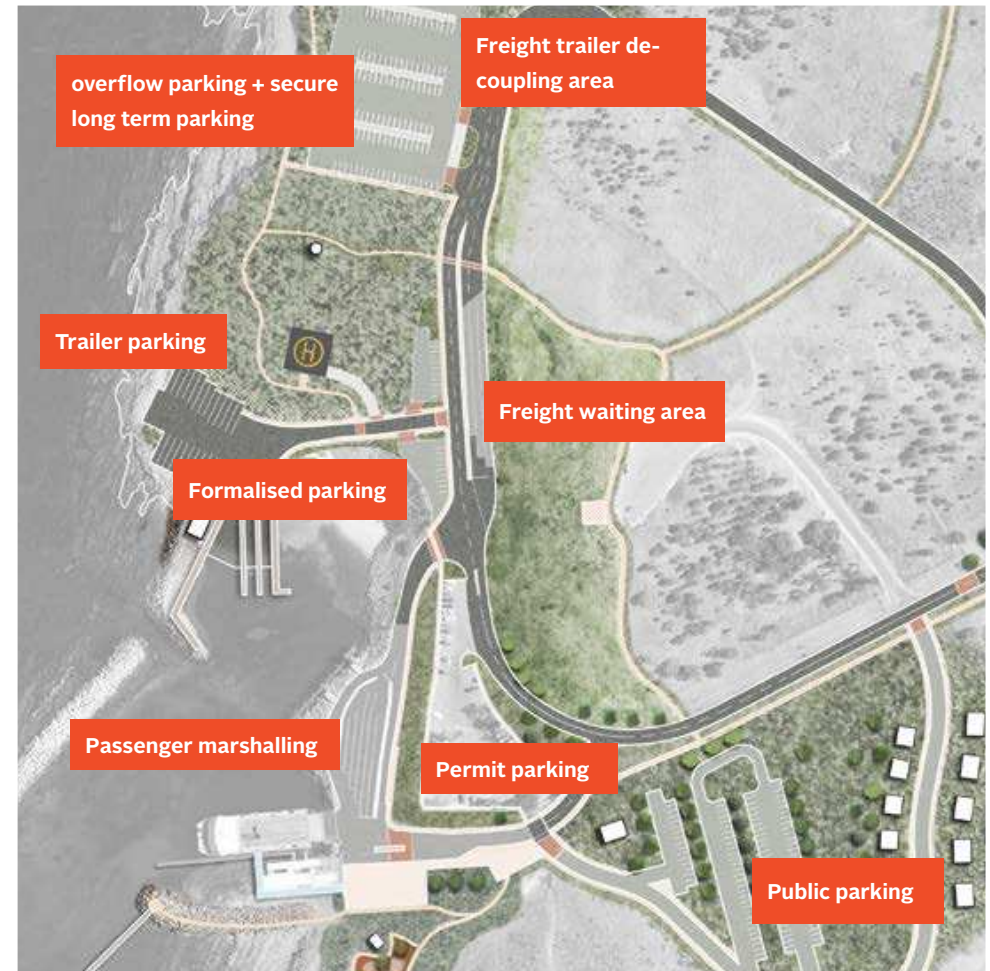 Freight trailer de-
coupling area
overflow parking + secure
long term parking
Trailer parking
H
Freight waiting area
Formalised parking
Passenger marshalling
Permit parking
Public parking